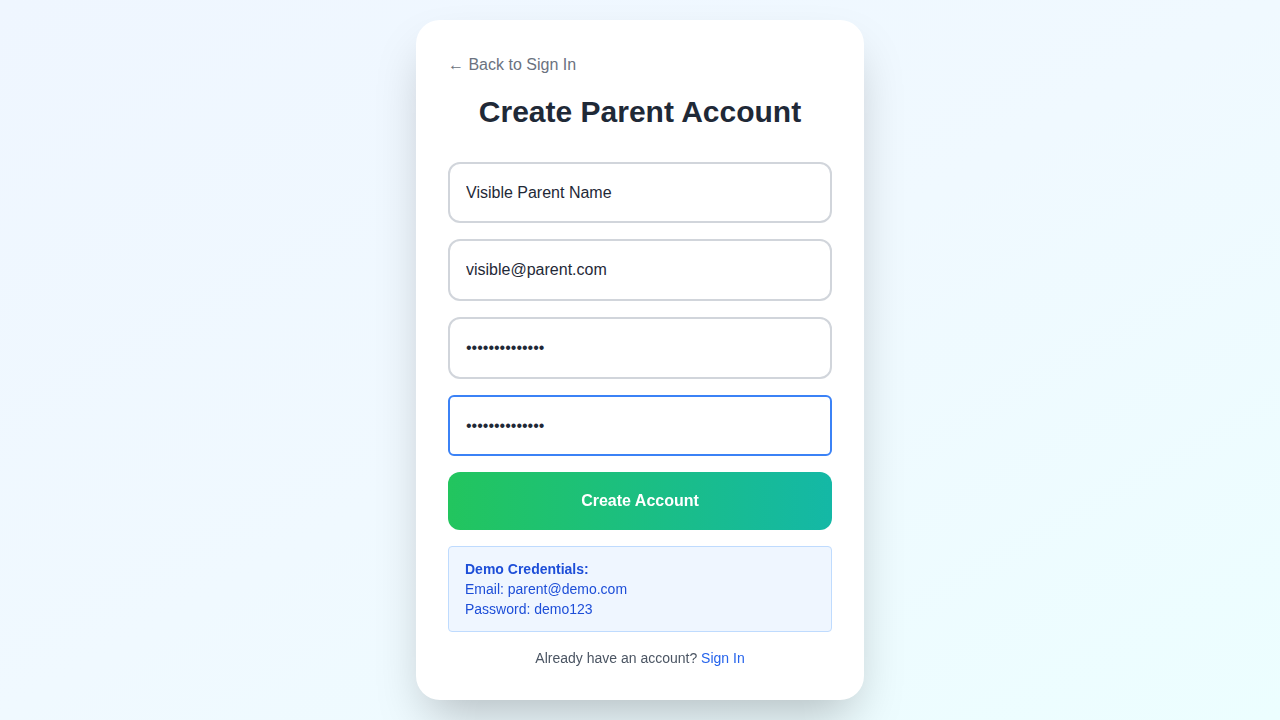 ← Back to Sign In
Create Parent Account
Visible Parent Name
visible@parent.com
••••••••••••••
••••••••••••••
Create Account
Demo Credentials:
Email: parent@demo.com
Password: demo123
Already have an account? Sign In